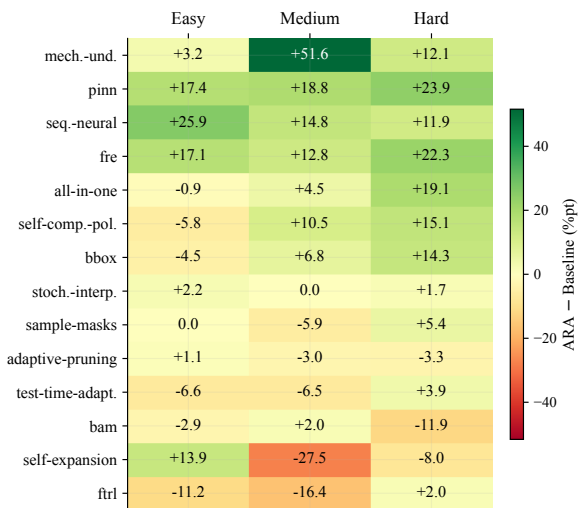 Easy Medium Hard
mech.-und. +3.2 +51.6 +12.1
pinn +17.4 +18.8 +23.9
seq.-neural +25.9 +14.8 +11.9
fre +17.1 +12.8 +22.3
all-in-one -0.9 +4.5 +19.1
self-comp.-pol. -5.8 +10.5 +15.1
bbox -4.5 +6.8 +14.3
stoch.-interp. +2.2 0.0 +1.7
sample-masks 0.0 -5.9 +5.4
adaptive-pruning +1.1 -3.0 -3.3
test-time-adapt. -6.6 -6.5 +3.9
bam -2.9 +2.0 -11.9
self-expansion +13.9 -27.5 -8.0
ftrl -11.2 -16.4 +2.0
40
20
0
−20
−40
ARA − Baseline (%pt)